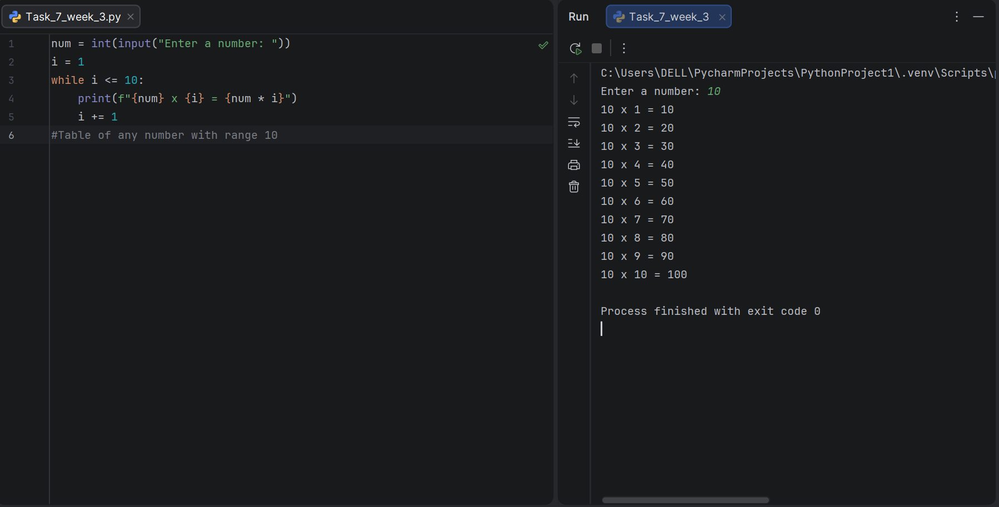 Task_7_week_3.py
1 num = int(input("Enter a number: "))
2 i = 1
3 while i <= 10:
4     print(f"{num} x {i} = {num * i}")
5     i += 1
6 #Table of any number with range 10
Run Task_7_week_3
C:\Users\DELL\PycharmProjects\PythonProject1\.venv\Scripts\
Enter a number: 10
10 x 1 = 10
10 x 2 = 20
10 x 3 = 30
10 x 4 = 40
10 x 5 = 50
10 x 6 = 60
10 x 7 = 70
10 x 8 = 80
10 x 9 = 90
10 x 10 = 100
Process finished with exit code 0